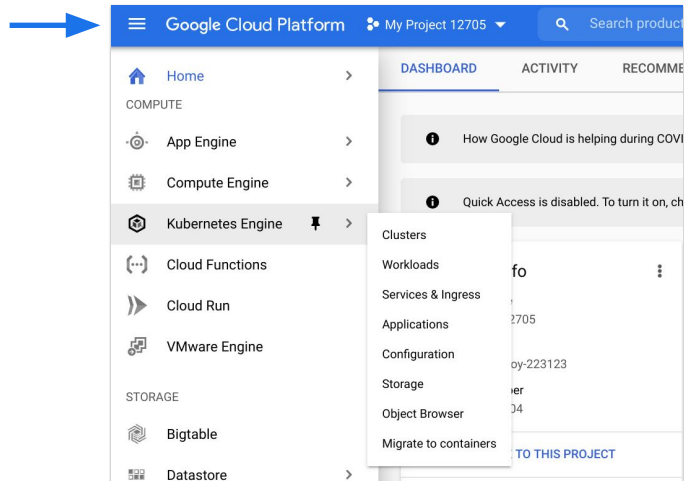 Google Cloud Platform
My Project 12705
Search product
Home
COMPUTE
App Engine
Compute Engine
Kubernetes Engine
Cloud Functions
Cloud Run
VMware Engine
STORAGE
Bigtable
Datastore
Clusters
Workloads
Services & Ingress
Applications
Configuration
Storage
Object Browser
Migrate to containers
DASHBOARD
ACTIVITY
RECOMME
How Google Cloud is helping during COVI
Quick Access is disabled. To turn it on, ch
fo
2705
oy-223123
er
04
TO THIS PROJECT